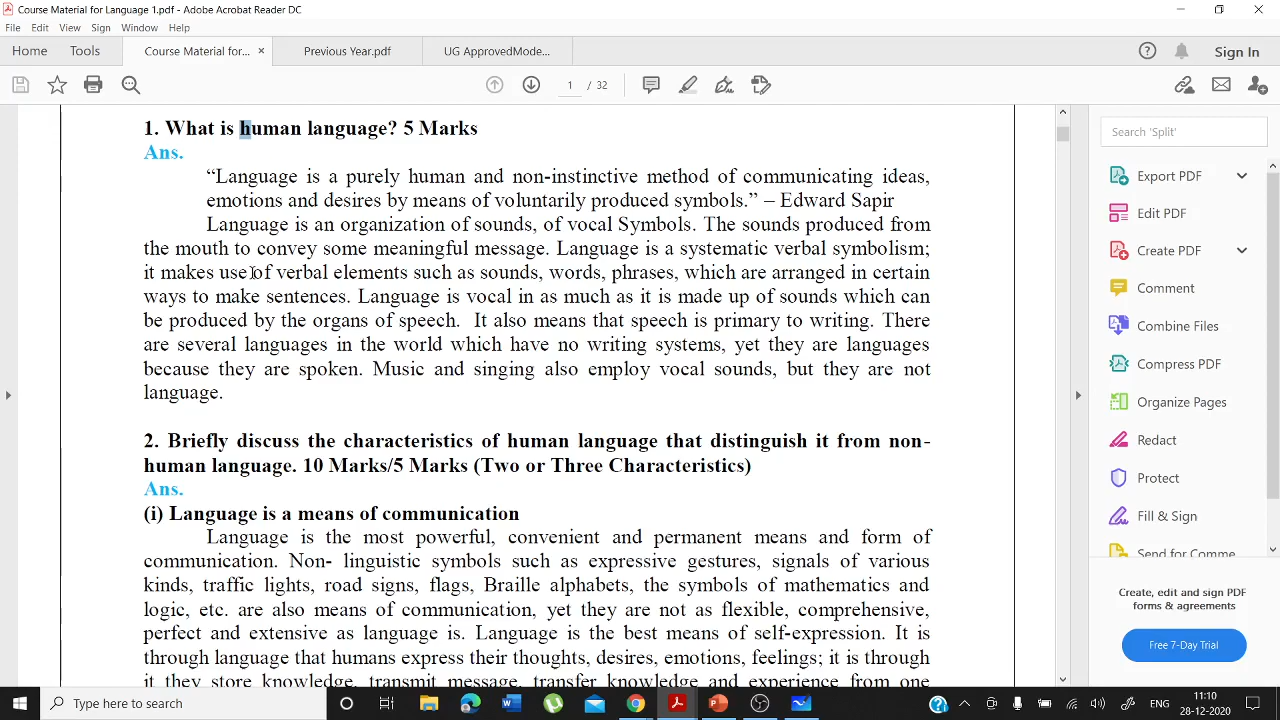 Course Material for Language 1.pdf - Adobe Acrobat Reader DC
File Edit View Sign Window Help
Home Tools Course Material for... × Previous Year.pdf UG ApprovedMode... Sign In
1 / 32
1. What is human language? 5 Marks
Ans.
“Language is a purely human and non-instinctive method of communicating ideas,
emotions and desires by means of voluntarily produced symbols.” – Edward Sapir
Language is an organization of sounds, of vocal Symbols. The sounds produced from
the mouth to convey some meaningful message. Language is a systematic verbal symbolism;
it makes use of verbal elements such as sounds, words, phrases, which are arranged in certain
ways to make sentences. Language is vocal in as much as it is made up of sounds which can
be produced by the organs of speech. It also means that speech is primary to writing. There
are several languages in the world which have no writing systems, yet they are languages
because they are spoken. Music and singing also employ vocal sounds, but they are not
language.
2. Briefly discuss the characteristics of human language that distinguish it from non-
human language. 10 Marks/5 Marks (Two or Three Characteristics)
Ans.
(i) Language is a means of communication
Language is the most powerful, convenient and permanent means and form of
communication. Non- linguistic symbols such as expressive gestures, signals of various
kinds, traffic lights, road signs, flags, Braille alphabets, the symbols of mathematics and
logic, etc. are also means of communication, yet they are not as flexible, comprehensive,
perfect and extensive as language is. Language is the best means of self-expression. It is
through language that humans express their thoughts, desires, emotions, feelings; it is through
it they store knowledge, transmit message, transfer knowledge and experience from one
Search 'Split'
Export PDF
Edit PDF
Create PDF
Comment
Combine Files
Compress PDF
Organize Pages
Redact
Protect
Fill & Sign
Send for Comme
Create, edit and sign PDF
forms & agreements
Free 7-Day Trial
Type here to search
ENG
11:10
28-12-2020